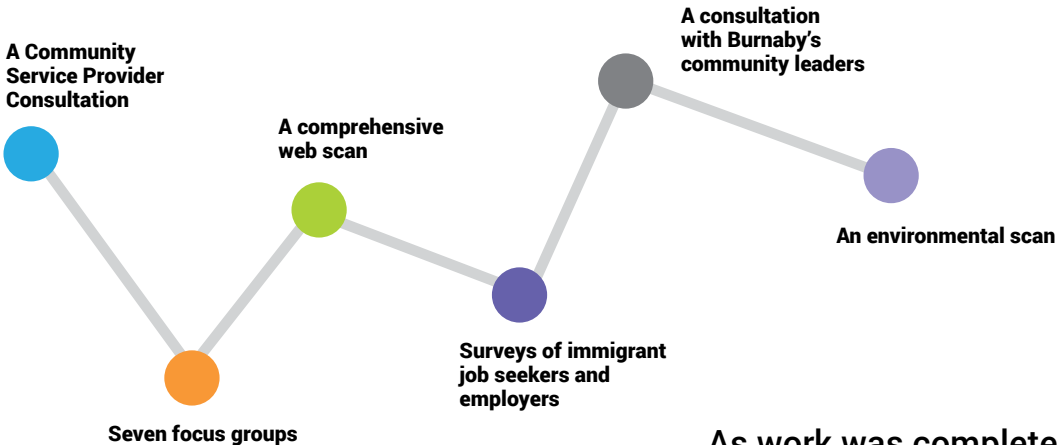 A Community
Service Provider
Consultation
Seven focus groups
A comprehensive
web scan
Surveys of immigrant
job seekers and
employers
A consultation
with Burnaby’s
community leaders
An environmental scan
As work was complete